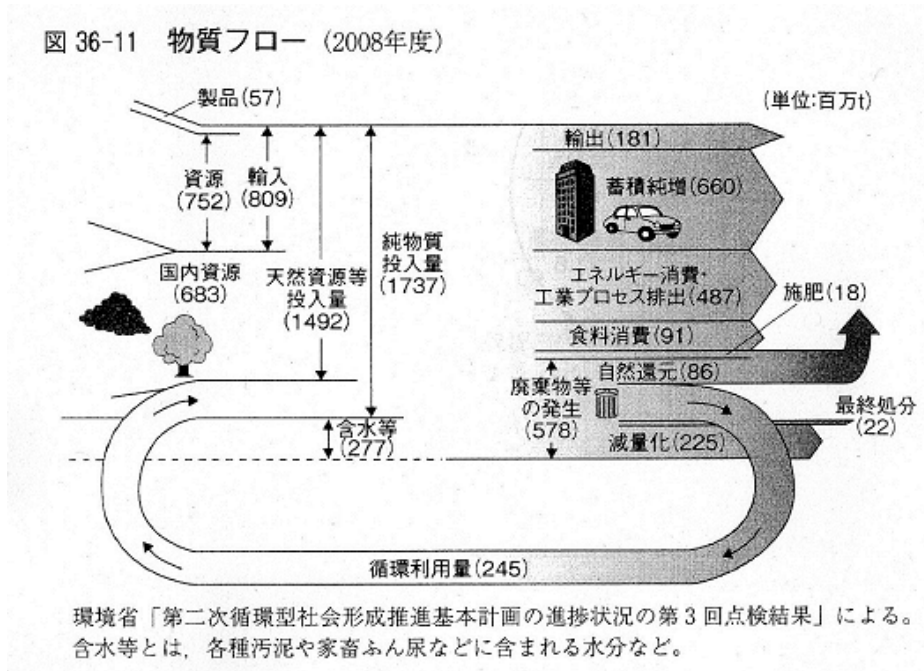 図 36-11 物質フロー (2008年度)
製品(57)
(単位:百万t)
輸出(181)
資源
(752)
輸入
(809)
蓄積純増(660)
純物質
投入量
(1737)
国内資源
(683)
天然資源等
投入量
(1492)
エネルギー消費・
工業プロセス排出(487)
施肥(18)
食料消費(91)
自然還元(86)
廃棄物等
の発生
(578)
最終処分
(22)
含水等
(277)
減量化(225)
循環利用量(245)
環境省「第二次循環型社会形成推進基本計画の進捗状況の第3回点検結果」による。
含水等とは，各種汚泥や家畜ふん尿などに含まれる水分など。